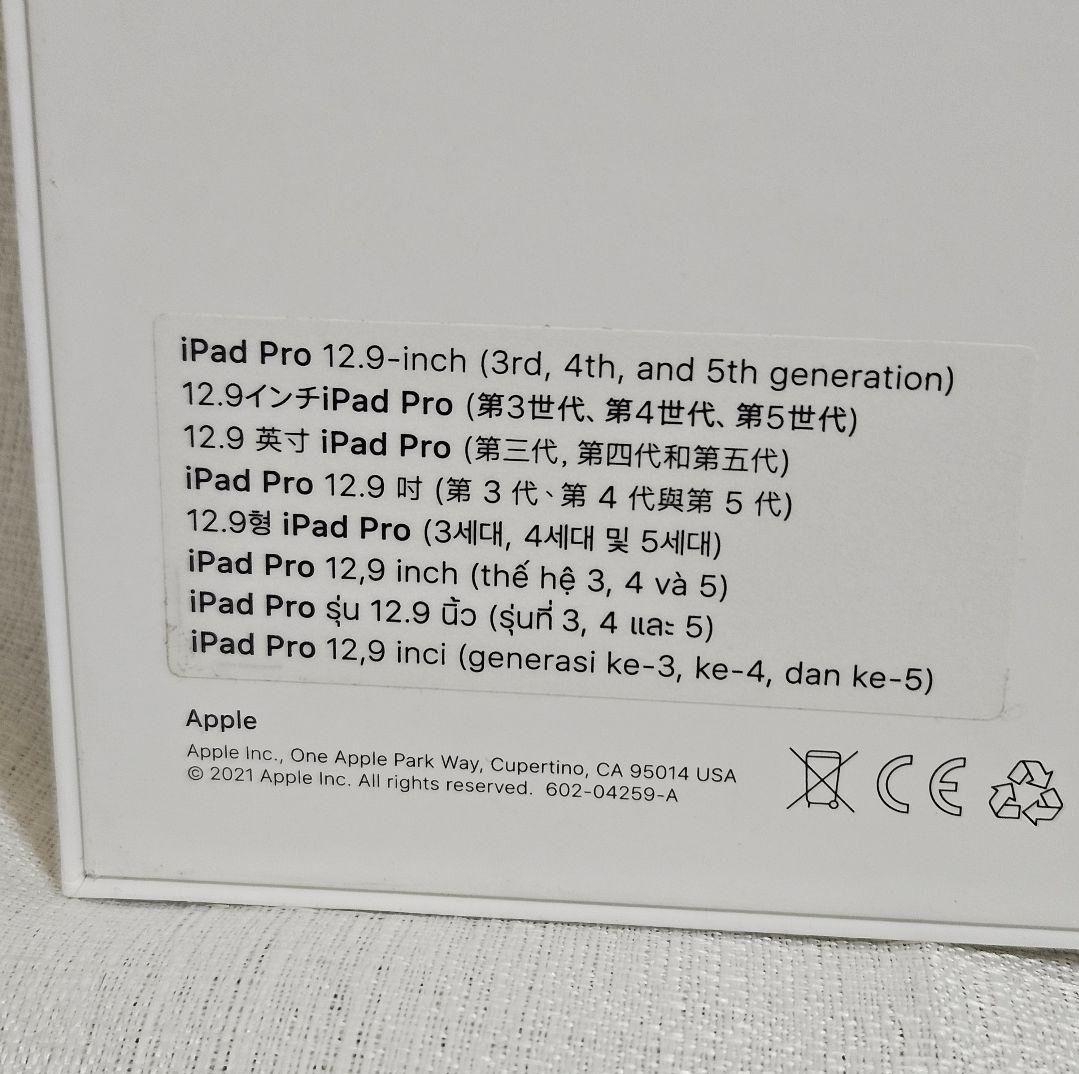 iPad Pro 12.9-inch (3rd, 4th, and 5th generation)
12.9インチiPad Pro (第3世代、第4世代、第5世代)
12.9 英寸 iPad Pro (第三代, 第四代和第五代)
iPad Pro 12.9 吋 (第 3 代、第 4 代與第 5 代)
12.9형 iPad Pro (3세대, 4세대 및 5세대)
iPad Pro 12,9 inch (thế hệ 3, 4 và 5)
iPad Pro รุ่น 12.9 นิ้ว (รุ่นที่ 3, 4 และ 5)
iPad Pro 12,9 inci (generasi ke-3, ke-4, dan ke-5)
Apple
Apple Inc., One Apple Park Way, Cupertino, CA 95014 USA
© 2021 Apple Inc. All rights reserved. 602-04259-A
CE